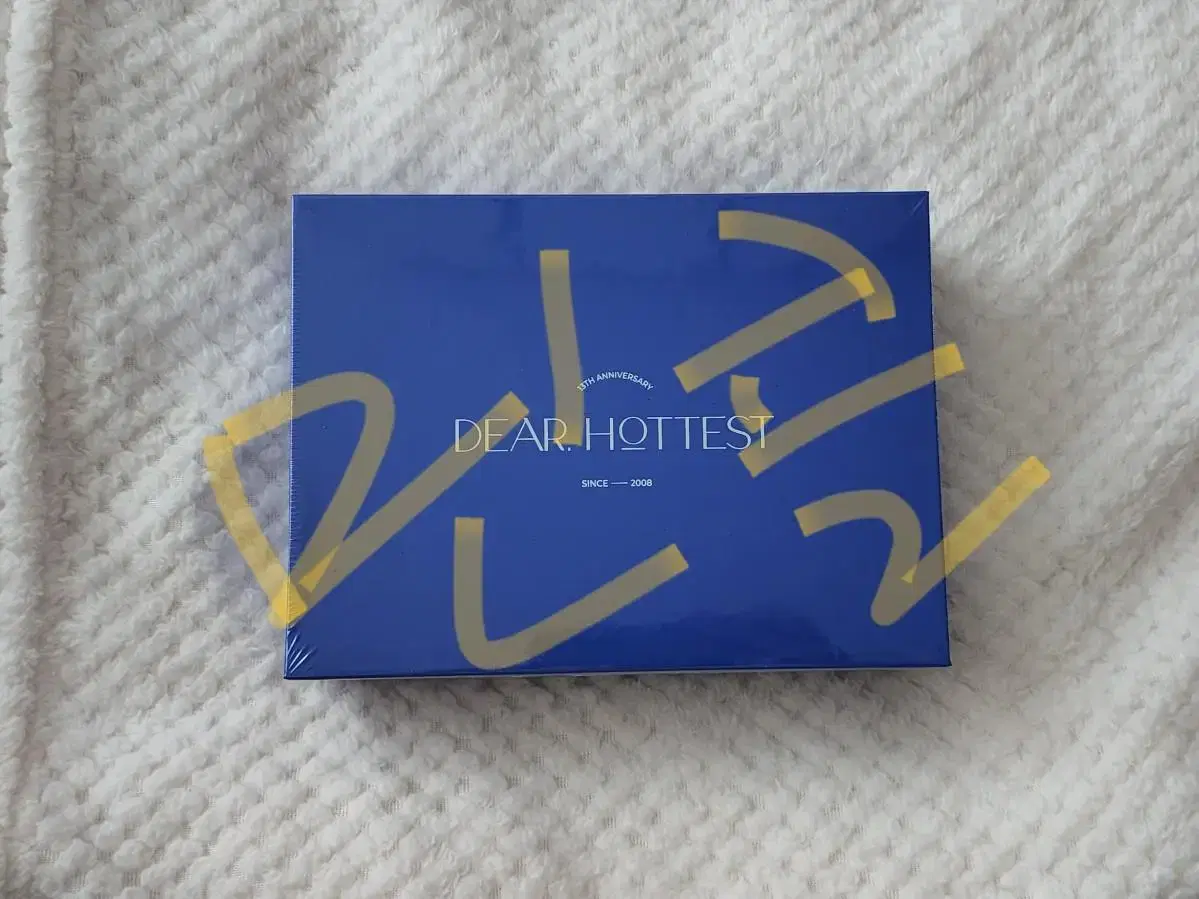 13TH ANNIVERSARY
DEAR. HOTTEST
SINCE — 2008